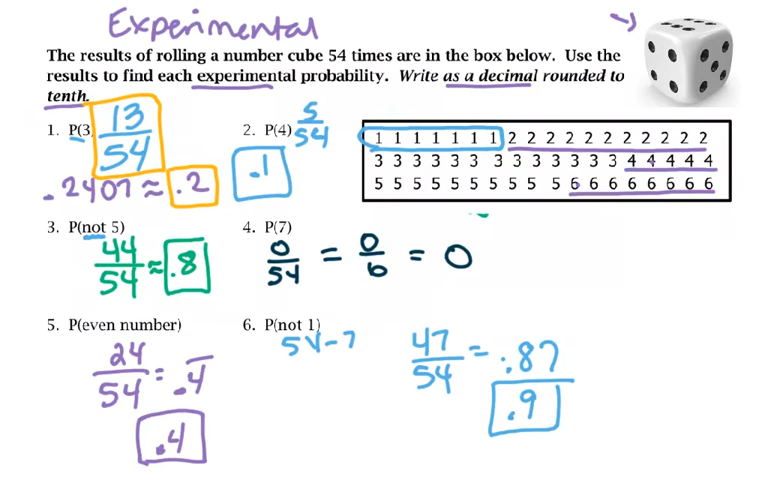 Experimental
The results of rolling a number cube 54 times are in the box below. Use the
results to find each experimental probability. Write as a decimal rounded to
tenth.
1. P(3) 13/54
.2407 ≈ .2
2. P(4) 5/54
.1
1 1 1 1 1 1 1 2 2 2 2 2 2 2 2 2 2 2
3 3 3 3 3 3 3 3 3 3 3 3 3 4 4 4 4 4
5 5 5 5 5 5 5 5 5 5 6 6 6 6 6 6 6 6
3. P(not 5)
44/54 ≈ .8
4. P(7)
0/54 = 0/6 = 0
5. P(even number)
24/54 = .4̅
.4
6. P(not 1)
54-7
47/54 = .87
.9